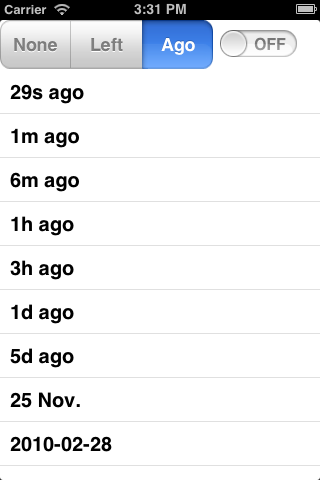 Carrier 3:31 PM
None Left Ago OFF
29s ago
1m ago
6m ago
1h ago
3h ago
1d ago
5d ago
25 Nov.
2010-02-28